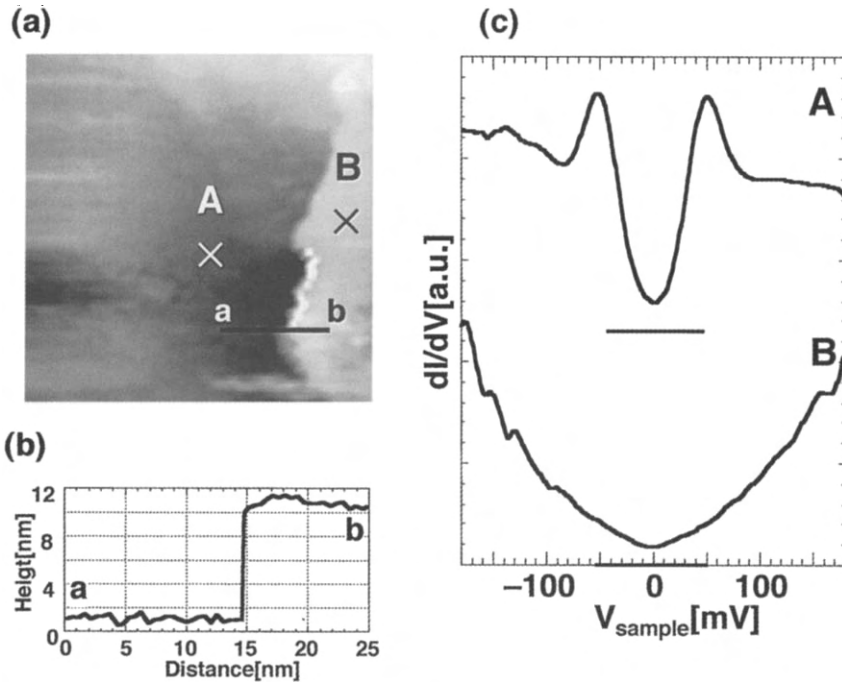 (a)
A
B
a
b
(b)
12
8
4
0
Helgt[nm]
a
b
0
5
10
15
20
25
Distance[nm]
(c)
A
B
dI/dV[a.u.]
−100
0
100
Vsample[mV]